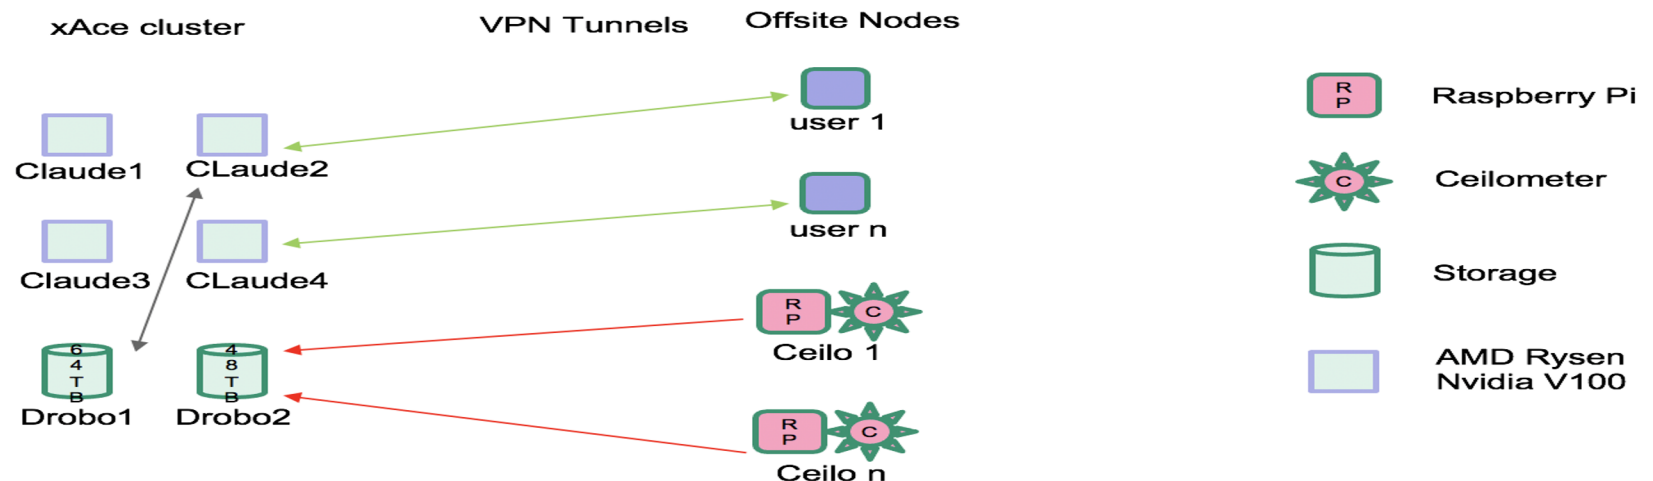 xAce cluster
VPN Tunnels
Offsite Nodes
user 1
Claude1
CLaude2
user n
Claude3
CLaude4
R
P
C
Ceilo 1
6
4
T
B
Drobo1
4
8
T
B
Drobo2
R
P
C
Ceilo n
R
P
Raspberry Pi
C
Ceilometer
Storage
AMD Rysen
Nvidia V100